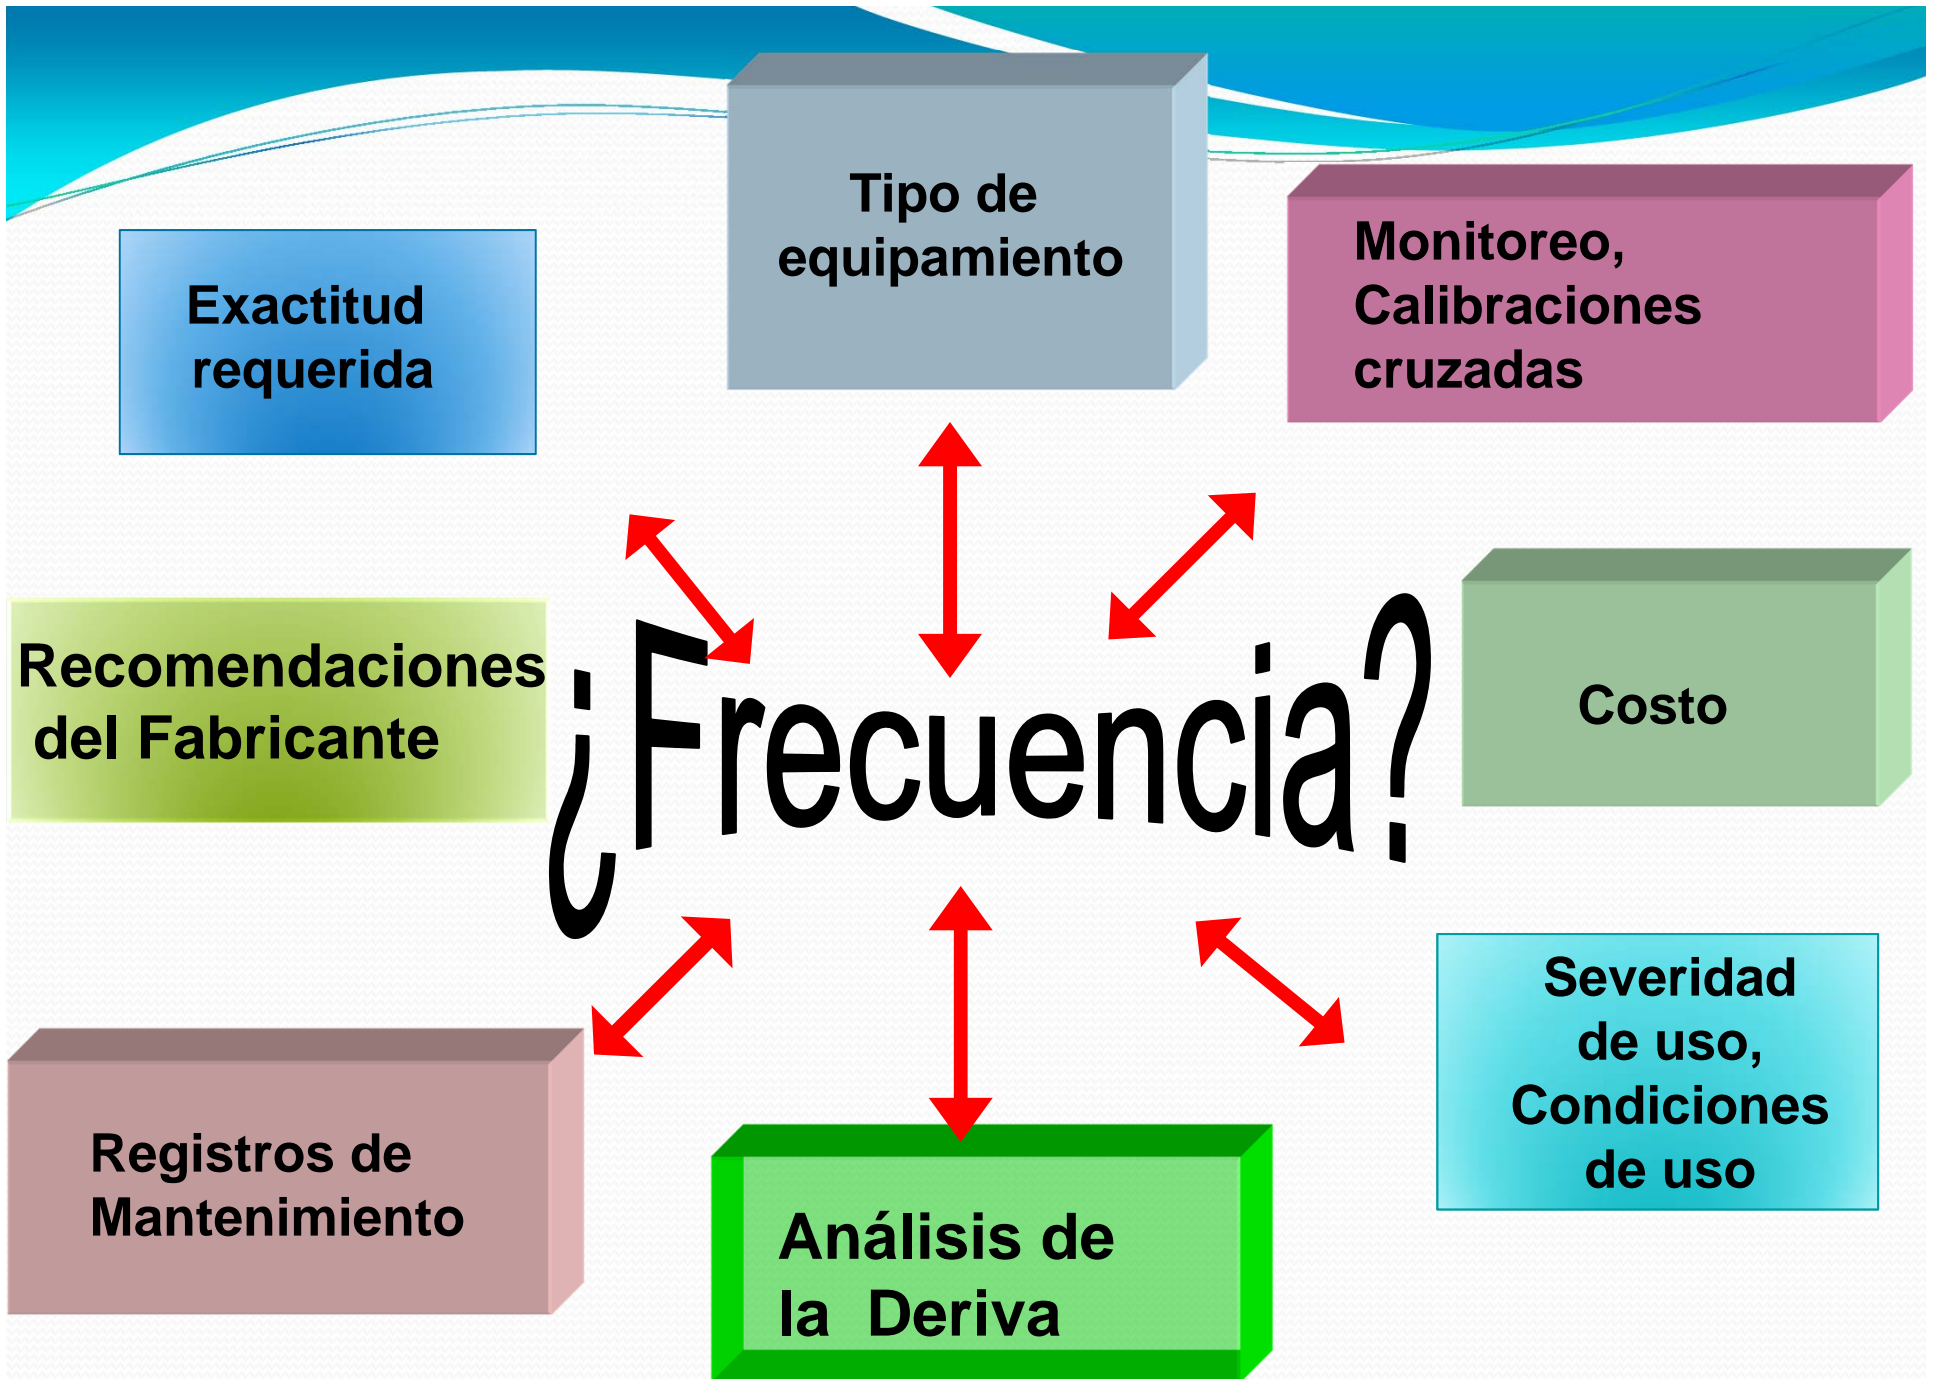 Tipo de
equipamiento
Monitoreo,
Calibraciones
cruzadas
Exactitud
requerida
Recomendaciones
del Fabricante
¿Frecuencia?
Costo
Severidad
de uso,
Condiciones
de uso
Registros de
Mantenimiento
Análisis de
la Deriva